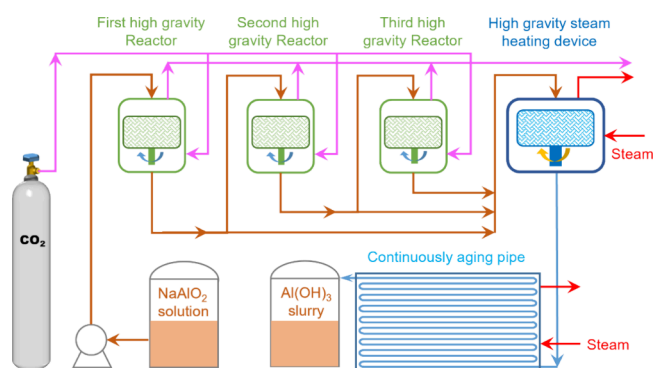 First high gravity
Reactor
Second high
gravity Reactor
Third high
gravity Reactor
High gravity steam
heating device
Steam
CO₂
Continuously aging pipe
NaAlO₂
solution
Al(OH)₃
slurry
Steam